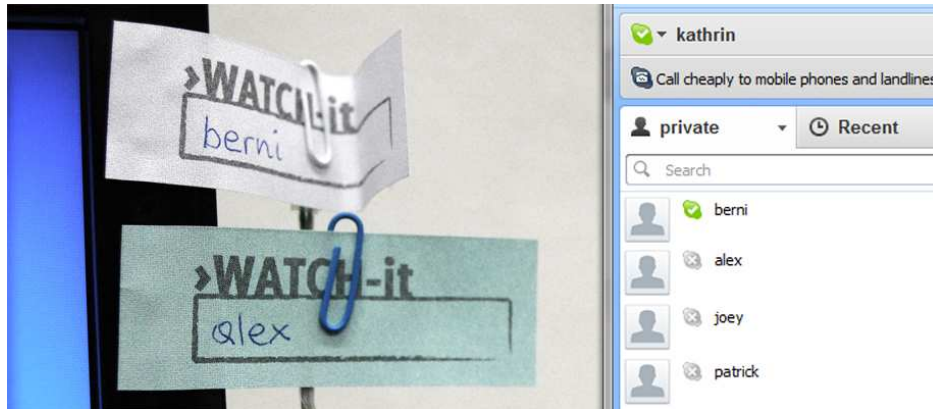 >WATCH-it
berni
>WATCH-it
alex
kathrin
Call cheaply to mobile phones and landlines
private
Recent
Search
berni
alex
joey
patrick